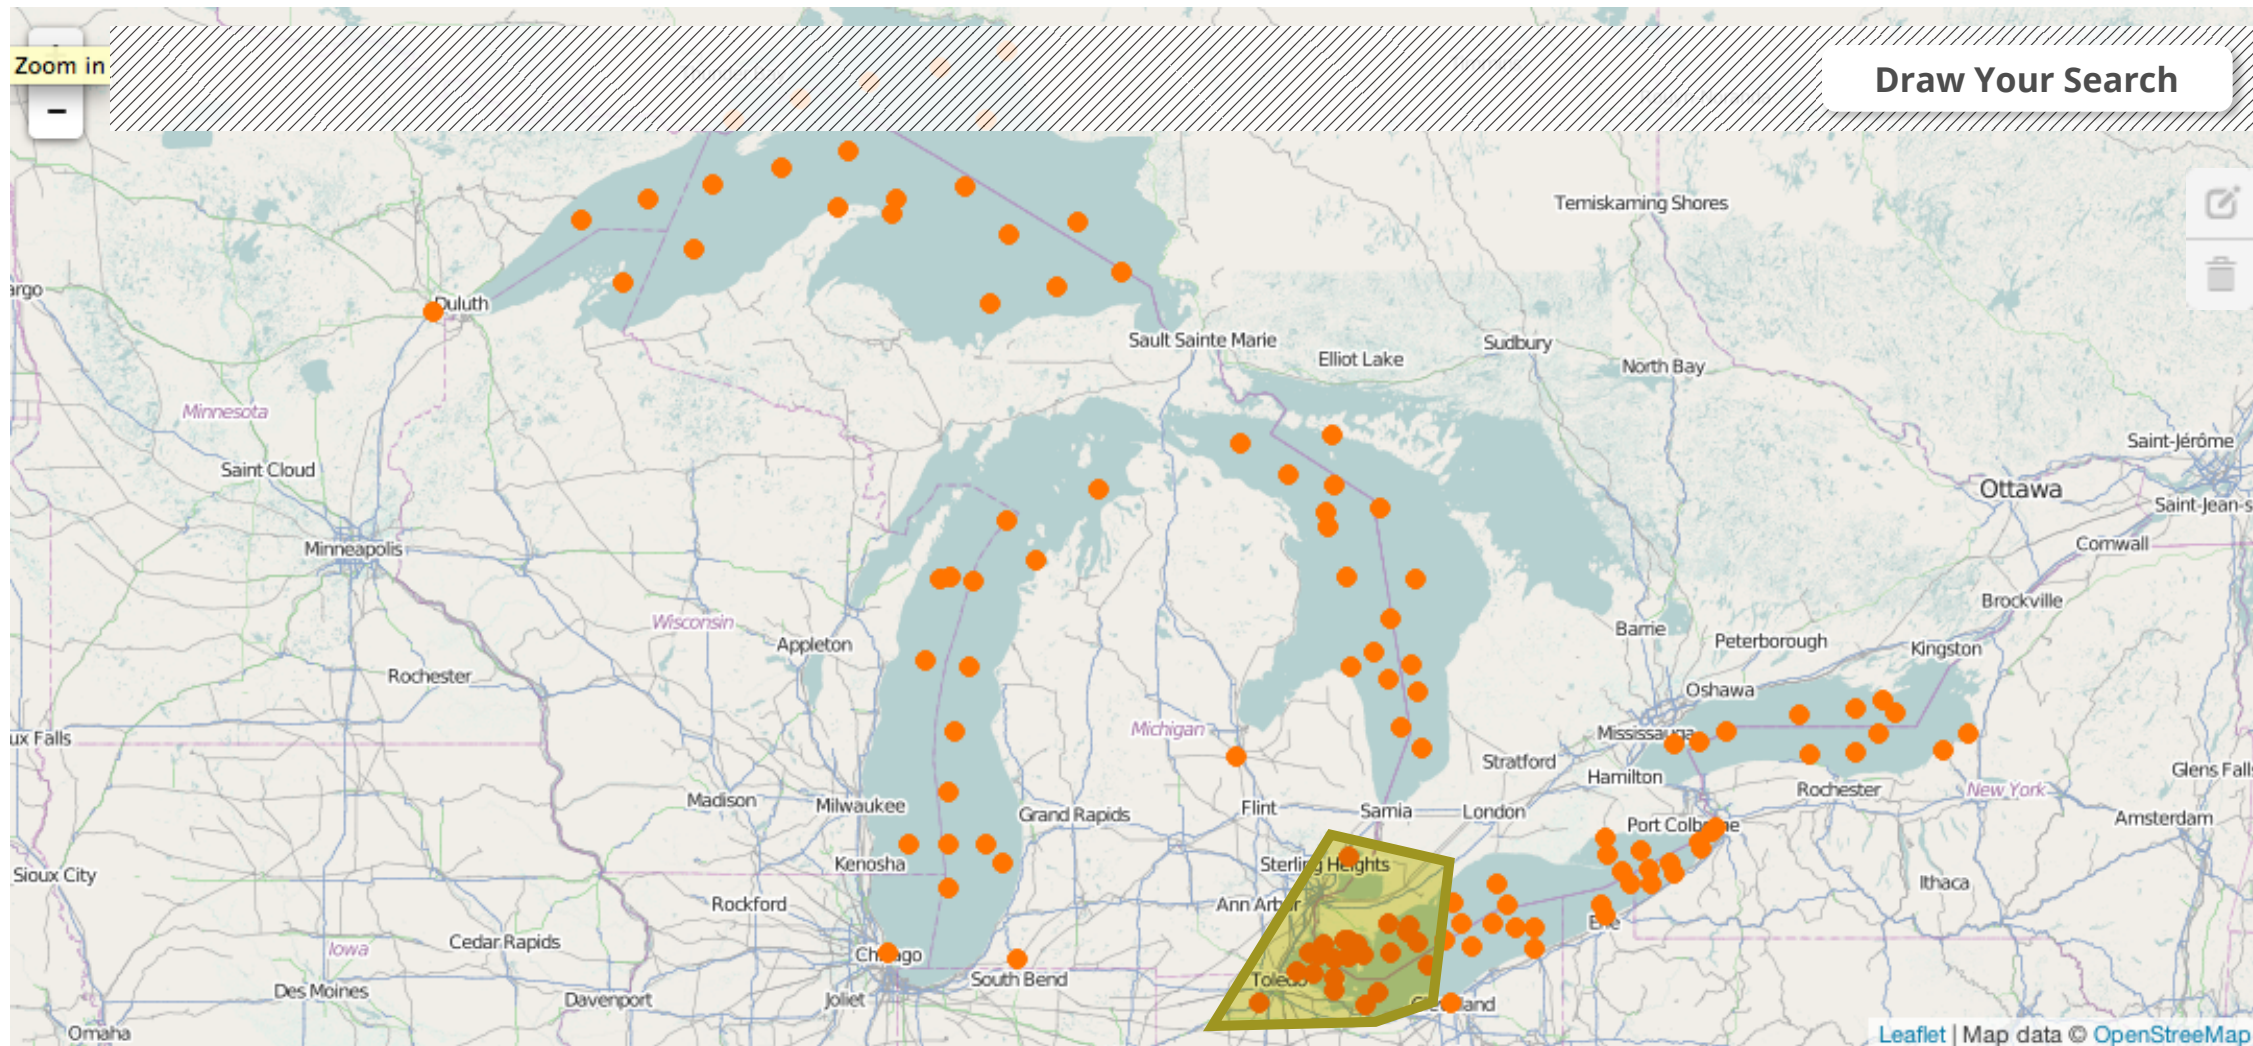 Zoom in
Draw Your Search
−
Temiskaming Shores
argo
Duluth
Sault Sainte Marie
Elliot Lake
Sudbury
North Bay
Minnesota
Saint Cloud
Saint-Jérôme
Ottawa
Saint-Jean-s
Minneapolis
Cornwall
Brockville
Wisconsin
Appleton
Barrie
Peterborough
Kingston
Rochester
Oshawa
Michigan
Mississauga
ux Falls
Stratford
Hamilton
Glens Fall
Madison
Milwaukee
Grand Rapids
Flint
Sarnia
London
Rochester
New York
Port Colborne
Amsterdam
Kenosha
Sterling Heights
Sioux City
Ithaca
Rockford
Ann Arbor
Erie
Iowa
Cedar Rapids
Chicago
South Bend
Toledo
Des Moines
Davenport
Joliet
Cleveland
Omaha
Leaflet | Map data © OpenStreetMap